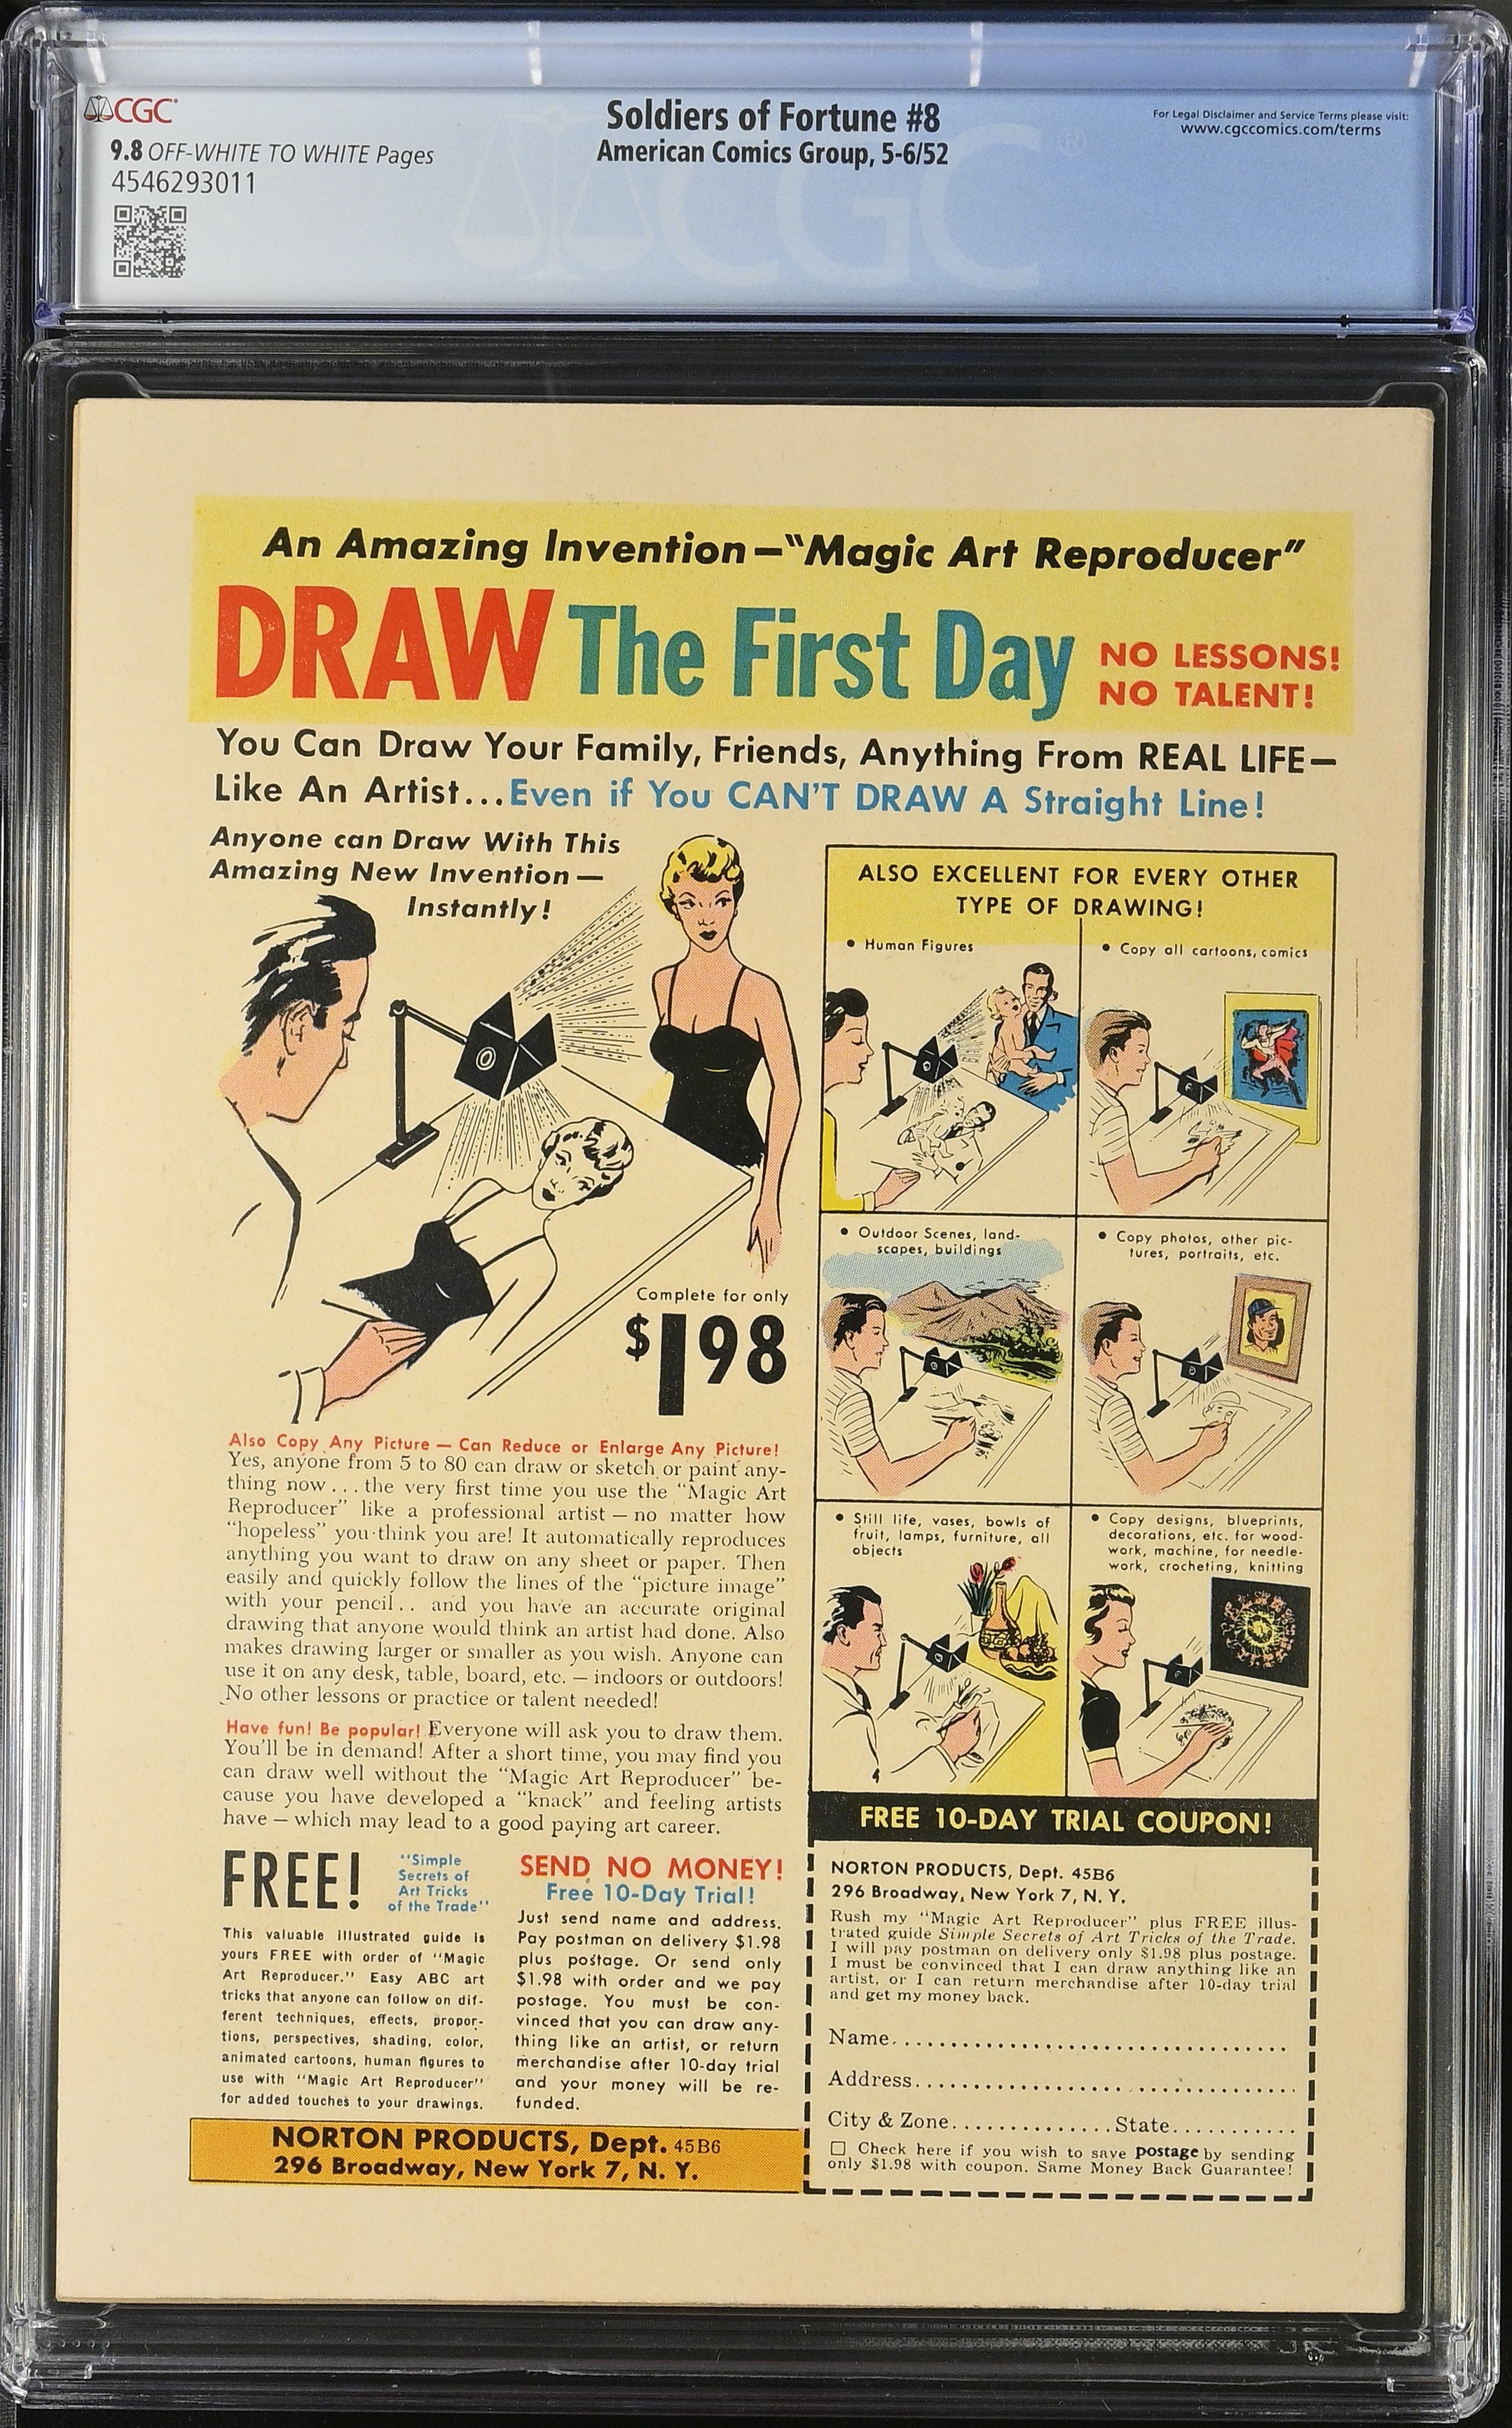 CGC
9.8 OFF-WHITE TO WHITE Pages
4546293011
Soldiers of Fortune #8
American Comics Group, 5-6/52
For Legal Disclaimer and Service Terms please visit:
www.cgccomics.com/terms
CGC®
An Amazing Invention—"Magic Art Reproducer"
DRAW The First Day
NO LESSONS!
NO TALENT!
You Can Draw Your Family, Friends, Anything From REAL LIFE—
Like An Artist...Even if You CAN'T DRAW A Straight Line!
Anyone can Draw With This
Amazing New Invention—
Instantly!
Complete for only
$1 98
Also Copy Any Picture — Can Reduce or Enlarge Any Picture!
Yes, anyone from 5 to 80 can draw or sketch or paint any-
thing now . . . the very first time you use the "Magic Art
Reproducer" like a professional artist — no matter how
"hopeless" you think you are! It automatically reproduces
anything you want to draw on any sheet or paper. Then
easily and quickly follow the lines of the "picture image"
with your pencil . . and you have an accurate original
drawing that anyone would think an artist had done. Also
makes drawing larger or smaller as you wish. Anyone can
use it on any desk, table, board, etc. — indoors or outdoors!
No other lessons or practice or talent needed!
Have fun! Be popular! Everyone will ask you to draw them.
You'll be in demand! After a short time, you may find you
can draw well without the "Magic Art Reproducer" be-
cause you have developed a "knack" and feeling artists
have — which may lead to a good paying art career.
FREE!
"Simple
Secrets of
Art Tricks
of the Trade"
This valuable illustrated guide is
yours FREE with order of "Magic
Art Reproducer." Easy ABC art
tricks that anyone can follow on dif-
ferent techniques, effects, propor-
tions, perspectives, shading, color,
animated cartoons, human figures to
use with "Magic Art Reproducer"
for added touches to your drawings.
SEND NO MONEY!
Free 10-Day Trial!
Just send name and address.
Pay postman on delivery $1.98
plus postage. Or send only
$1.98 with order and we pay
postage. You must be con-
vinced that you can draw any-
thing like an artist, or return
merchandise after 10-day trial
and your money will be re-
funded.
NORTON PRODUCTS, Dept. 45B6
296 Broadway, New York 7, N. Y.
ALSO EXCELLENT FOR EVERY OTHER
TYPE OF DRAWING!
• Human Figures
• Copy all cartoons, comics
• Outdoor Scenes, land-
scapes, buildings
• Copy photos, other pic-
tures, portraits, etc.
• Still life, vases, bowls of
fruit, lamps, furniture, all
objects
• Copy designs, blueprints,
decorations, etc. for wood-
work, machine, for needle-
work, crocheting, knitting
FREE 10-DAY TRIAL COUPON!
NORTON PRODUCTS, Dept. 45B6
296 Broadway, New York 7, N. Y.
Rush my "Magic Art Reproducer" plus FREE illus-
trated guide Simple Secrets of Art Tricks of the Trade.
I will pay postman on delivery only $1.98 plus postage.
I must be convinced that I can draw anything like an
artist, or I can return merchandise after 10-day trial
and get my money back.
Name................................
Address................................
City & Zone..............State...........
☐ Check here if you wish to save postage by sending
only $1.98 with coupon. Same Money Back Guarantee!